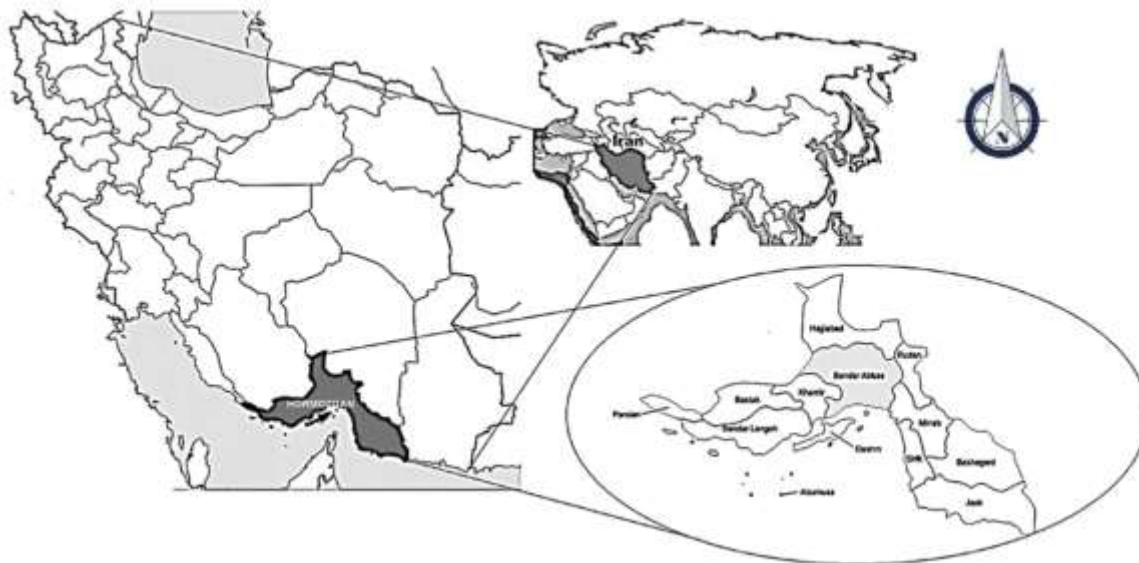 Iran
HORMOZGAN
Hajiabad
Rudan
Bandar Abbas
Khamir
Bastak
Parsian
Bandar Lengeh
Minab
Qeshm
Sirik
Bashagard
Abumusa
Jask